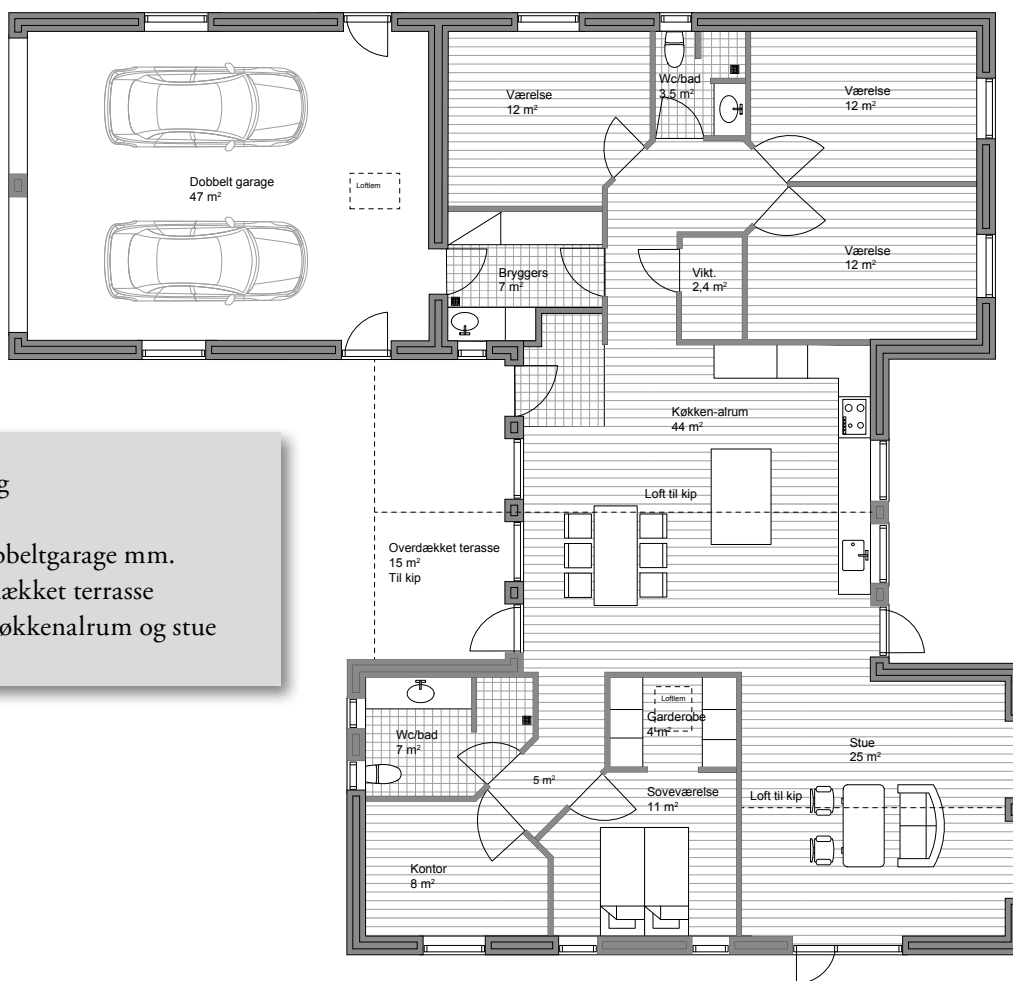 Værelse
12 m²
Wc/bad
3,5 m²
Værelse
12 m²
Dobbelt garage
47 m²
Loftlem
Værelse
12 m²
Bryggers
7 m²
Vikt.
2,4 m²
Køkken-alrum
44 m²
Loft til kip
Overdækket terasse
15 m²
Til kip
g
bbeltgarage mm.
ækket terrasse
økkenalrum og stue
Loftlem
Garderobe
4 m²
Wc/bad
7 m²
5 m²
Soveværelse
11 m²
Stue
25 m²
Loft til kip
Kontor
8 m²